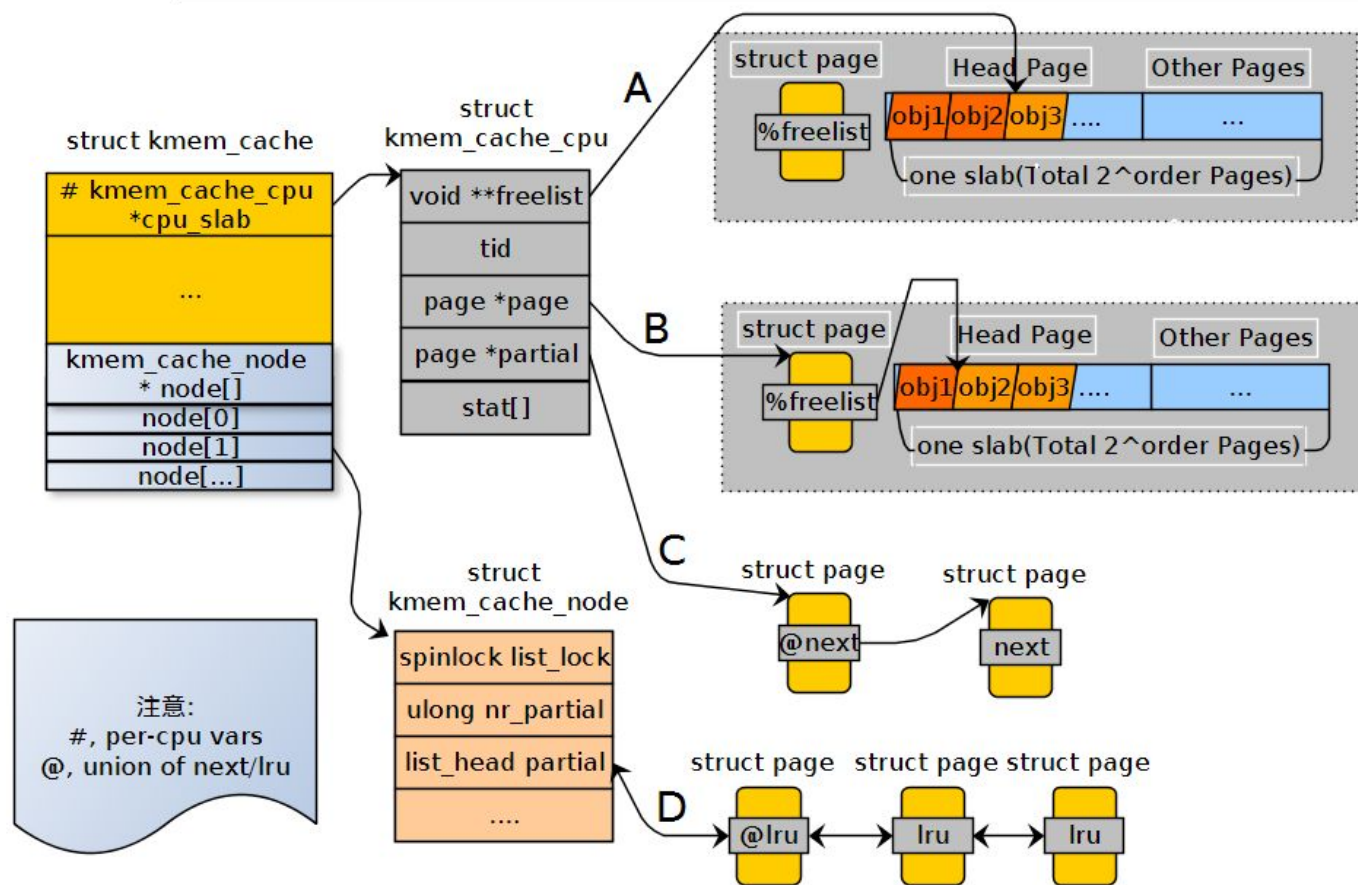 struct kmem_cache
# kmem_cache_cpu
*cpu_slab
...
kmem_cache_node
* node[]
node[0]
node[1]
node[...]
struct
kmem_cache_cpu
void **freelist
tid
page *page
page *partial
stat[]
A
struct page
Head Page
Other Pages
%freelist
obj1
obj2
obj3
....
...
one slab(Total 2^order Pages)
B
struct page
Head Page
Other Pages
%freelist
obj1
obj2
obj3
....
...
one slab(Total 2^order Pages)
C
struct page
struct page
@next
next
struct
kmem_cache_node
spinlock list_lock
ulong nr_partial
list_head partial
....
D
struct page
struct page
struct page
@lru
lru
lru
注意:
#, per-cpu vars
@, union of next/lru